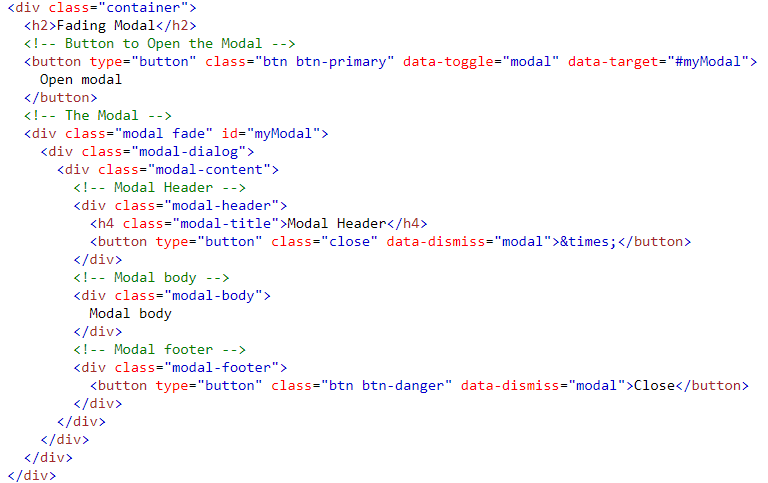 <div class="container">
<h2>Fading Modal</h2>
<!-- Button to Open the Modal -->
<button type="button" class="btn btn-primary" data-toggle="modal" data-target="#myModal">
Open modal
</button>
<!-- The Modal -->
<div class="modal fade" id="myModal">
<div class="modal-dialog">
<div class="modal-content">
<!-- Modal Header -->
<div class="modal-header">
<h4 class="modal-title">Modal Header</h4>
<button type="button" class="close" data-dismiss="modal">&times;</button>
</div>
<!-- Modal body -->
<div class="modal-body">
Modal body
</div>
<!-- Modal footer -->
<div class="modal-footer">
<button type="button" class="btn btn-danger" data-dismiss="modal">Close</button>
</div>
</div>
</div>
</div>
</div>